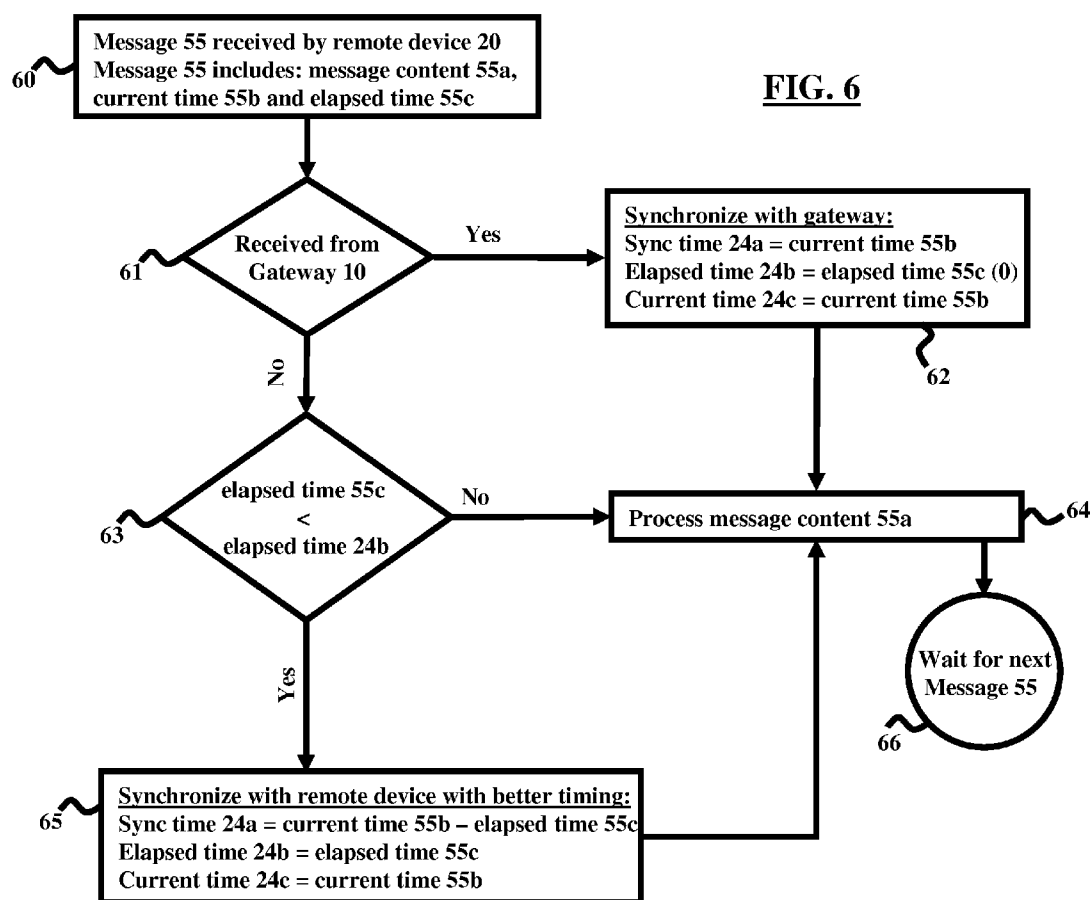 Message 55 received by remote device 20
Message 55 includes: message content 55a,
current time 55b and elapsed time 55c
60
FIG. 6
Received from
Gateway 10
61
Yes
Synchronize with gateway:
Sync time 24a = current time 55b
Elapsed time 24b = elapsed time 55c (0)
Current time 24c = current time 55b
62
No
elapsed time 55c
<
elapsed time 24b
63
No
Process message content 55a
64
Wait for next
Message 55
66
Yes
Synchronize with remote device with better timing:
Sync time 24a = current time 55b – elapsed time 55c
Elapsed time 24b = elapsed time 55c
Current time 24c = current time 55b
65